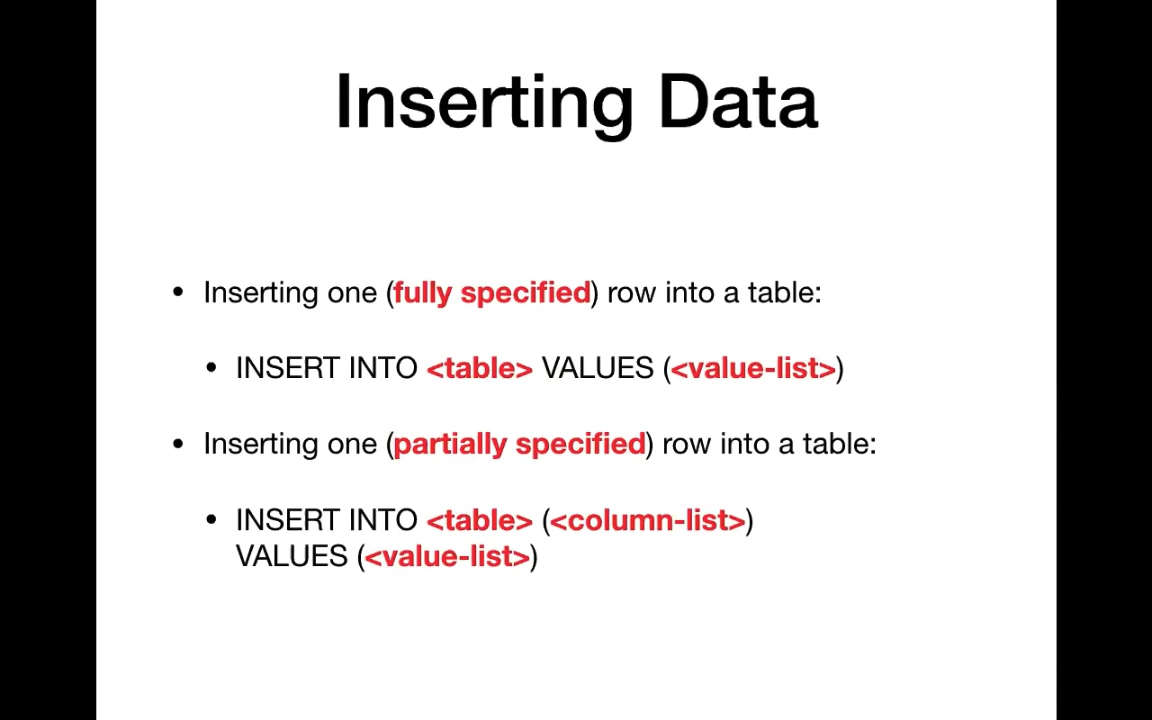 Inserting Data
• Inserting one (fully specified) row into a table:
• INSERT INTO <table> VALUES (<value-list>)
• Inserting one (partially specified) row into a table:
• INSERT INTO <table> (<column-list>)
VALUES (<value-list>)